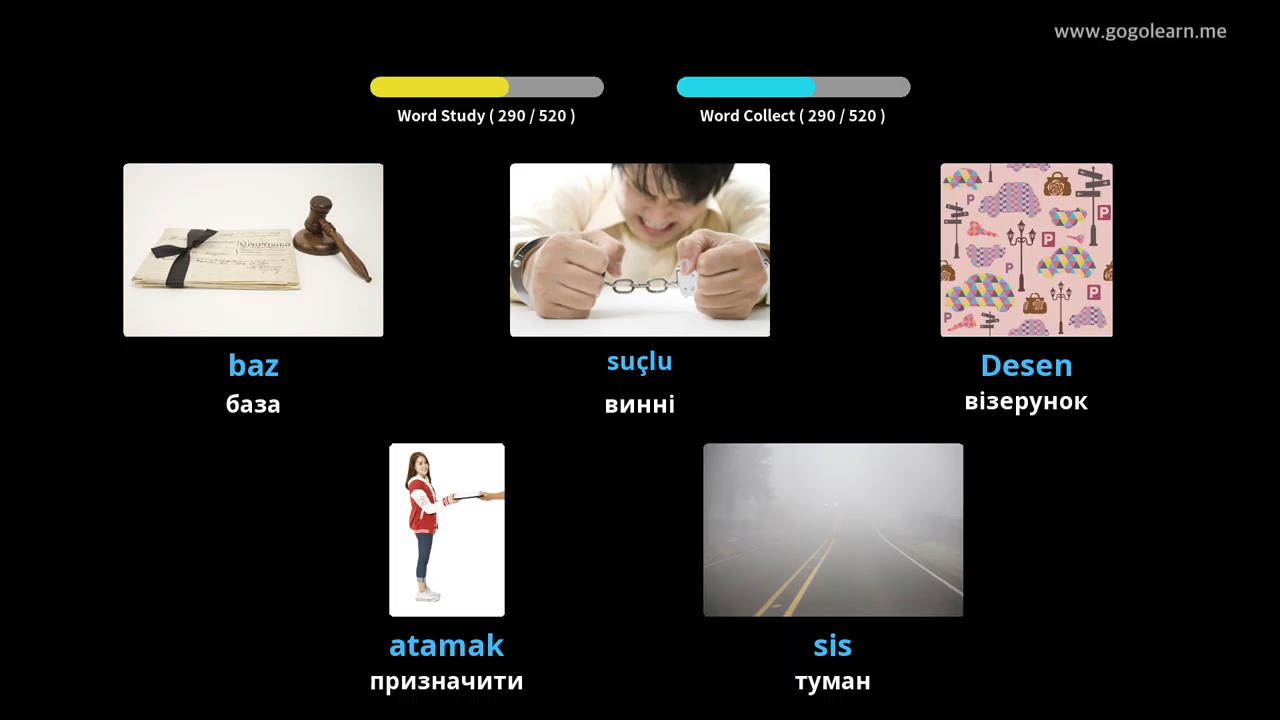 www.gogolearn.me
Word Study ( 290 / 520 )
Word Collect ( 290 / 520 )
P
P
P
P
P
P
baz
база
suçlu
винні
Desen
візерунок
atamak
призначити
sis
туман